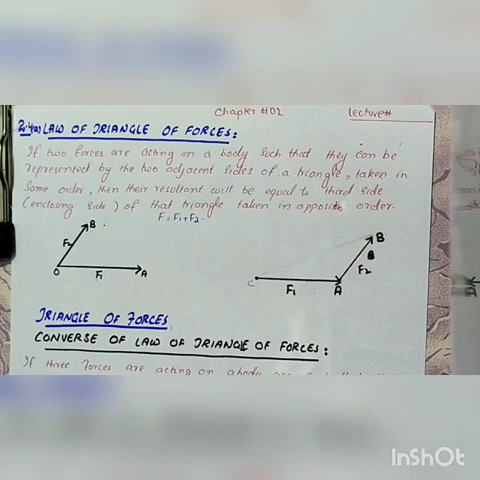 Chapter #02 Lecture#
2.4(a) LAW OF TRIANGLE OF FORCES:
If two forces are acting on a body such that they can be
represented by the two adjacent sides of a triangle, taken in
same order, then their resultant will be equal to third side
(enclosing side) of that triangle taken in opposite order.
F = F1 + F2.
B
F2
O F1 A
B
F2
C F1 A
TRIANGLE OF FORCES
CONVERSE OF LAW OF TRIANGLE OF FORCES:
If three forces are acting on a body
InShOt